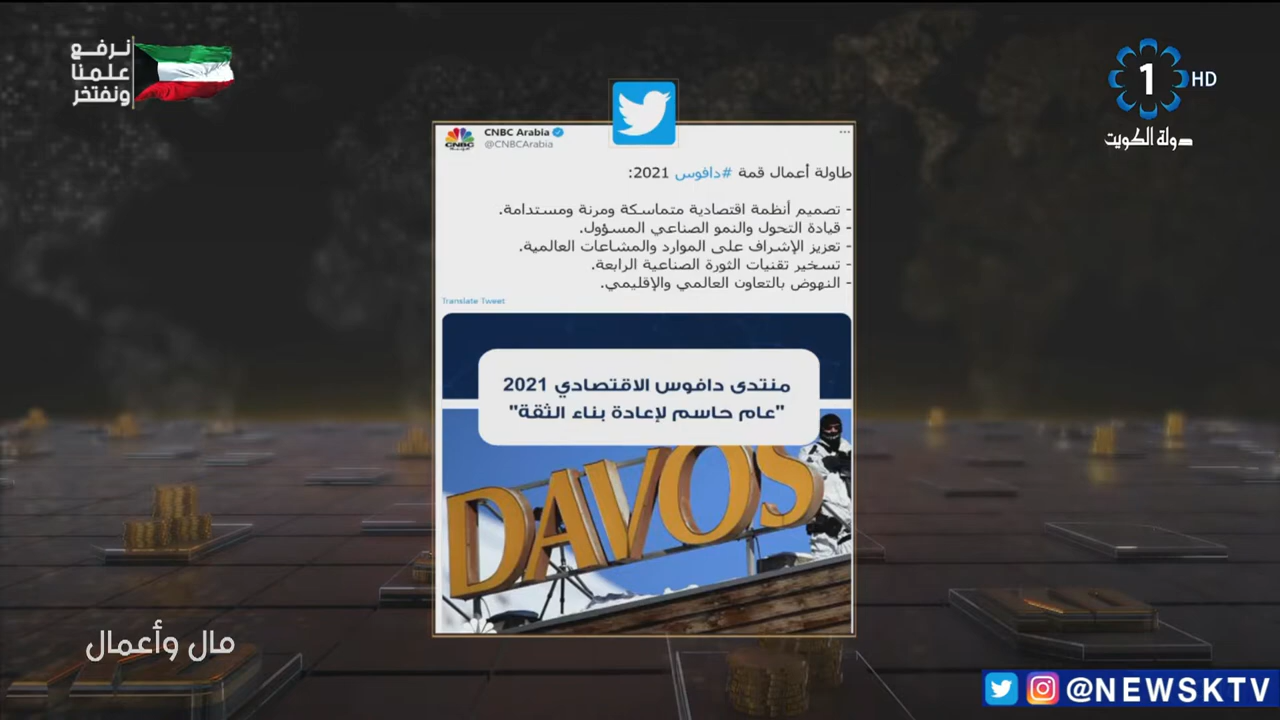 نرفع
علمنا
ونفتخر
1 HD
دولة الكويت
CNBC Arabia
@CNBCArabia
طاولة أعمال قمة #دافوس 2021:
- تصميم أنظمة اقتصادية متماسكة ومرنة ومستدامة.
- قيادة التحول والنمو الصناعي المسؤول.
- تعزيز الإشراف على الموارد والمشاعات العالمية.
- تسخير تقنيات الثورة الصناعية الرابعة.
- النهوض بالتعاون العالمي والإقليمي.
Translate Tweet
منتدى دافوس الاقتصادي 2021
"عام حاسم لإعادة بناء الثقة"
DAVOS
مال وأعمال
@NEWSKTV